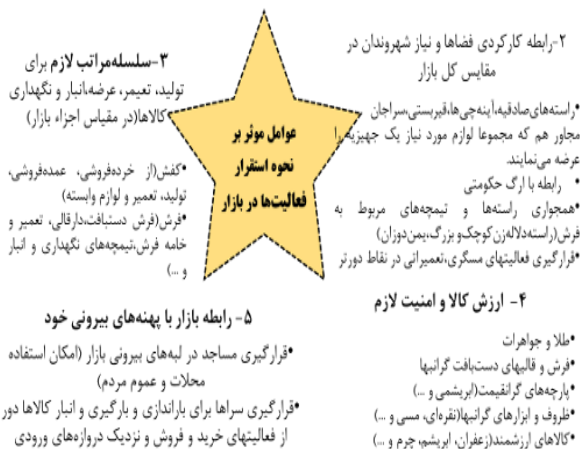 عوامل موثر بر
نحوه استقرار
فعالیت‌ها در بازار
۲-رابطه کارکردی فضاها و نیاز شهروندان در
مقایس کل بازار
•راسته‌های‌صادقیه،آینه‌چی‌ها،قیربستی،سراجان
مجاور هم که مجموعا لوازم مورد نیاز یک جهیزیه را
عرضه می‌نمایند.
• رابطه با ارگ حکومتی
•همجواری راسته‌ها و تیمچه‌های مربوط به
فرش(راسته‌دلاله‌زن‌کوچک‌و بزرگ،یمن‌دوزان)
•قرارگیری فعالیتهای مسگری،تعمیراتی در نقاط دورتر
۳-سلسله‌مراتب لازم برای
تولید، تعیمر، عرضه،انبار و نگهداری
کالاها(در مقیاس اجزاء بازار)
•کفش(از خرده‌فروشی، عمده‌فروشی،
تولید، تعمیر و لوازم وابسته)
•فرش(فرش دستبافت،دارقالی، تعمیر و
خامه فرش،تیمچه‌های نگهداری و انبار
و ...)
۴- ارزش کالا و امنیت لازم
•طلا و جواهرات
•فرش و قالیهای دست‌بافت گرانبها
•پارچه‌های گرانقیمت(ابریشمی و ...)
•ظروف و ابزارهای گرانبها(نقره‌ای، مسی و ...)
•کالاهای ارزشمند(زعفران، ابریشم، چرم و ...)
۵- رابطه بازار با پهنه‌های بیرونی خود
•قرارگیری مساجد در لبه‌های بیرونی بازار (امکان استفاده
محلات و عموم مردم)
•قرارگیری سراها برای باراندازی و بارگیری و انبار کالاها دور
از فعالیتهای خرید و فروش و نزدیک دروازه‌های ورودی